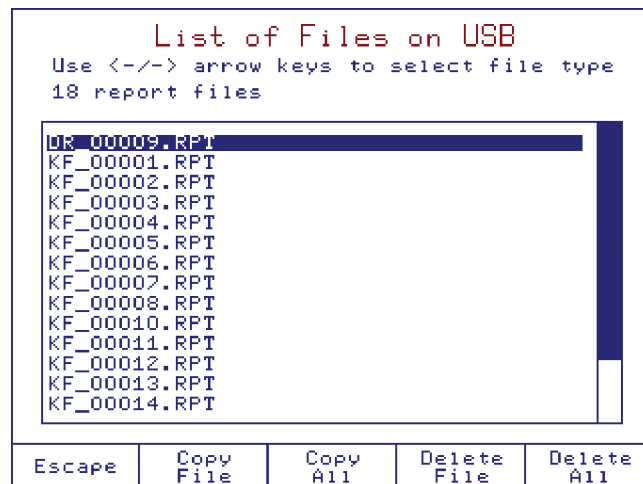 List of Files on USB
Use <-/-> arrow keys to select file type
18 report files
DR_00009.RPT
KF_00001.RPT
KF_00002.RPT
KF_00003.RPT
KF_00004.RPT
KF_00005.RPT
KF_00006.RPT
KF_00007.RPT
KF_00008.RPT
KF_00010.RPT
KF_00011.RPT
KF_00012.RPT
KF_00013.RPT
KF_00014.RPT
Escape
Copy File
Copy All
Delete File
Delete All